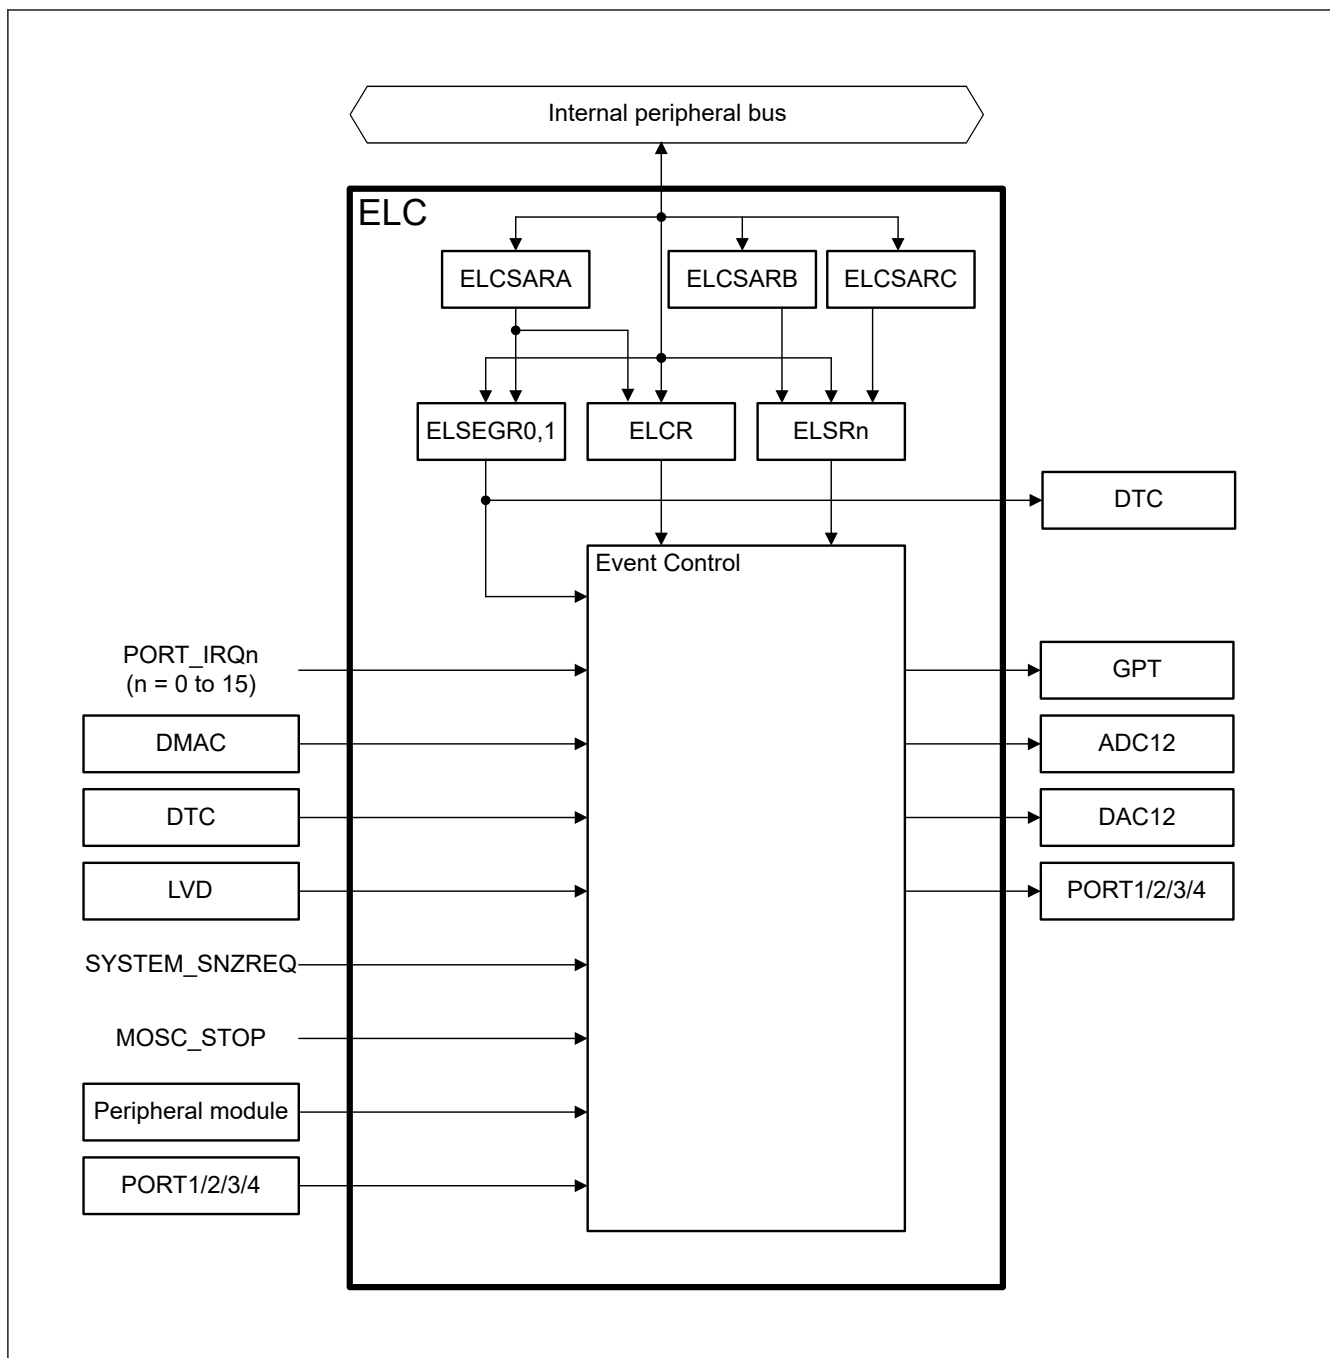 Internal peripheral bus
ELC
ELCSARA
ELCSARB
ELCSARC
ELSEGR0,1
ELCR
ELSRn
DTC
Event Control
PORT_IRQn
(n = 0 to 15)
GPT
DMAC
ADC12
DTC
DAC12
LVD
PORT1/2/3/4
SYSTEM_SNZREQ
MOSC_STOP
Peripheral module
PORT1/2/3/4